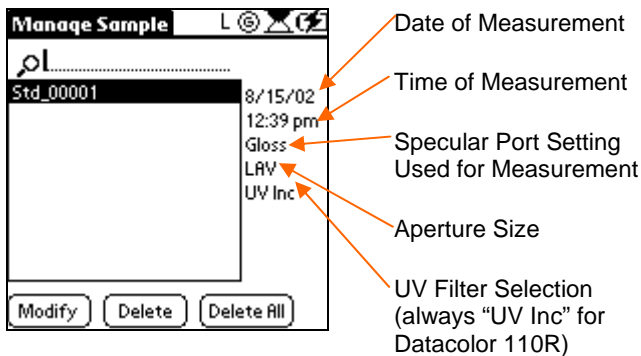 Manage Sample L
Std_00001
8/15/02
12:39 pm
Gloss
LAV
UV Inc
Modify Delete Delete All
Date of Measurement
Time of Measurement
Specular Port Setting
Used for Measurement
Aperture Size
UV Filter Selection
(always “UV Inc” for
Datacolor 110R)